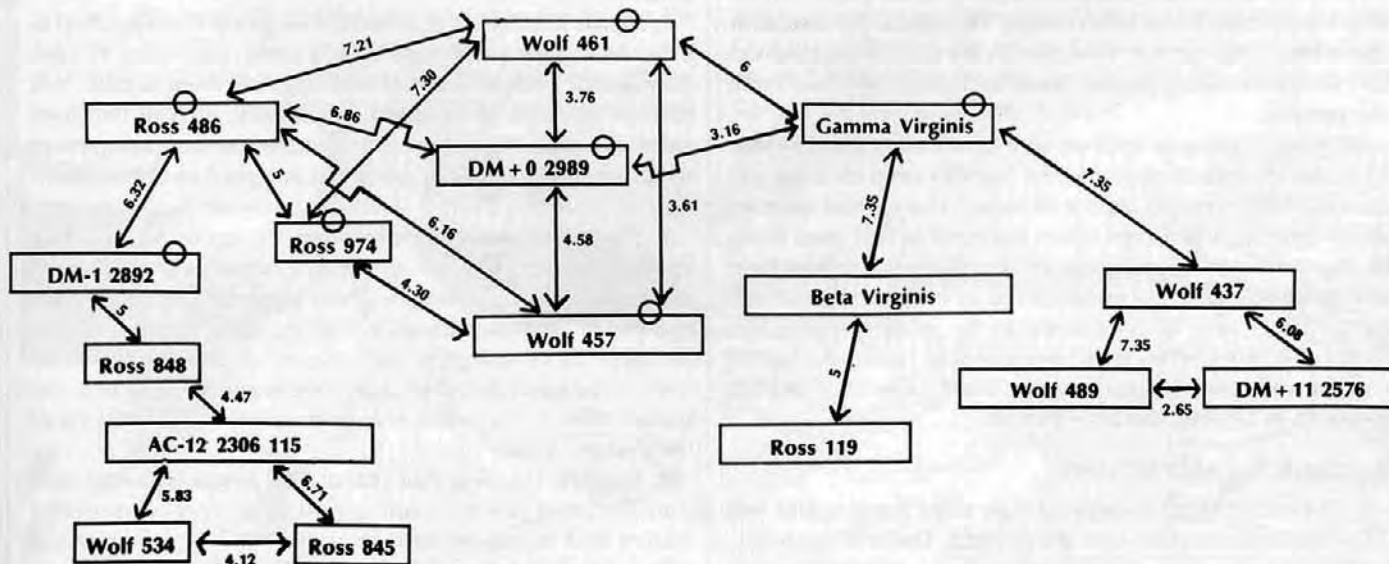 Wolf 461
7.21
7.30
3.76
6
Ross 486
6.86
3.16
Gamma Virginis
DM+0 2989
3.61
6.32
5
6.16
4.58
7.35
7.35
Ross 974
DM-1 2892
4.30
Beta Virginis
Wolf 437
5
Wolf 457
7.35
6.08
Ross 848
5
Wolf 489
2.65
DM+11 2576
4.47
AC-12 2306 115
Ross 119
5.83
6.71
Wolf 534
4.12
Ross 845